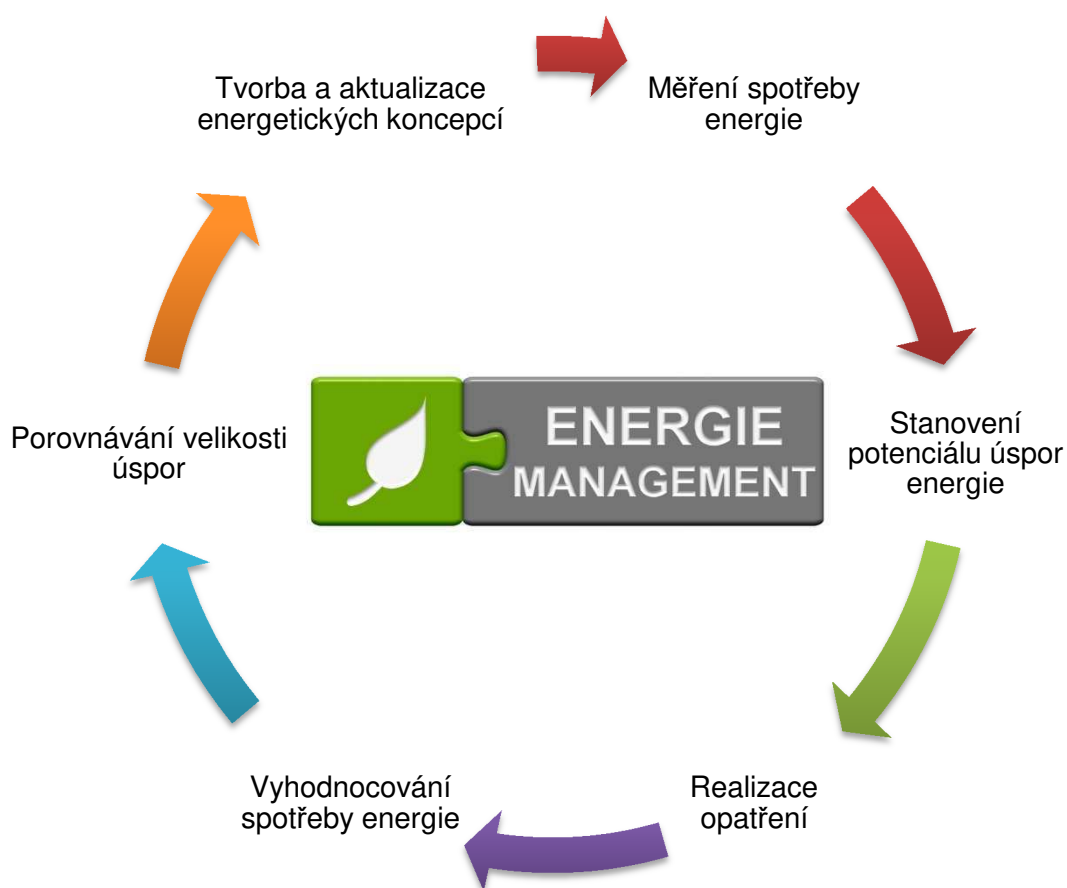 Tvorba a aktualizace
energetických koncepcí
Měření spotřeby
energie
Stanovení
potenciálu úspor
energie
Realizace
opatření
Vyhodnocování
spotřeby energie
Porovnávání velikosti
úspor
ENERGIE
MANAGEMENT